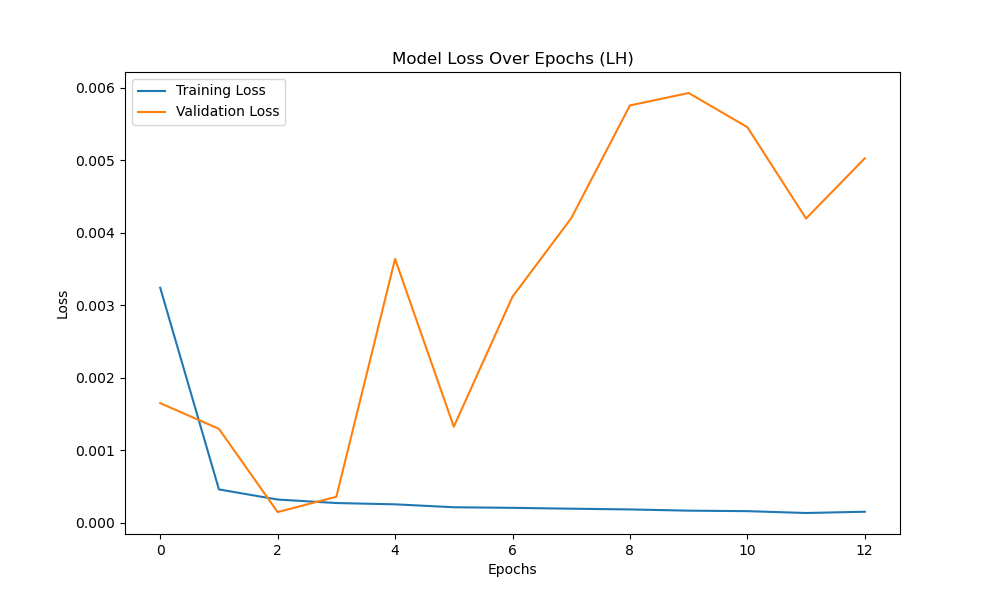 Model Loss Over Epochs (LH)
Training Loss
Validation Loss
0.006
0.005
0.004
0.003
0.002
0.001
0.000
Loss
0 2 4 6 8 10 12
Epochs